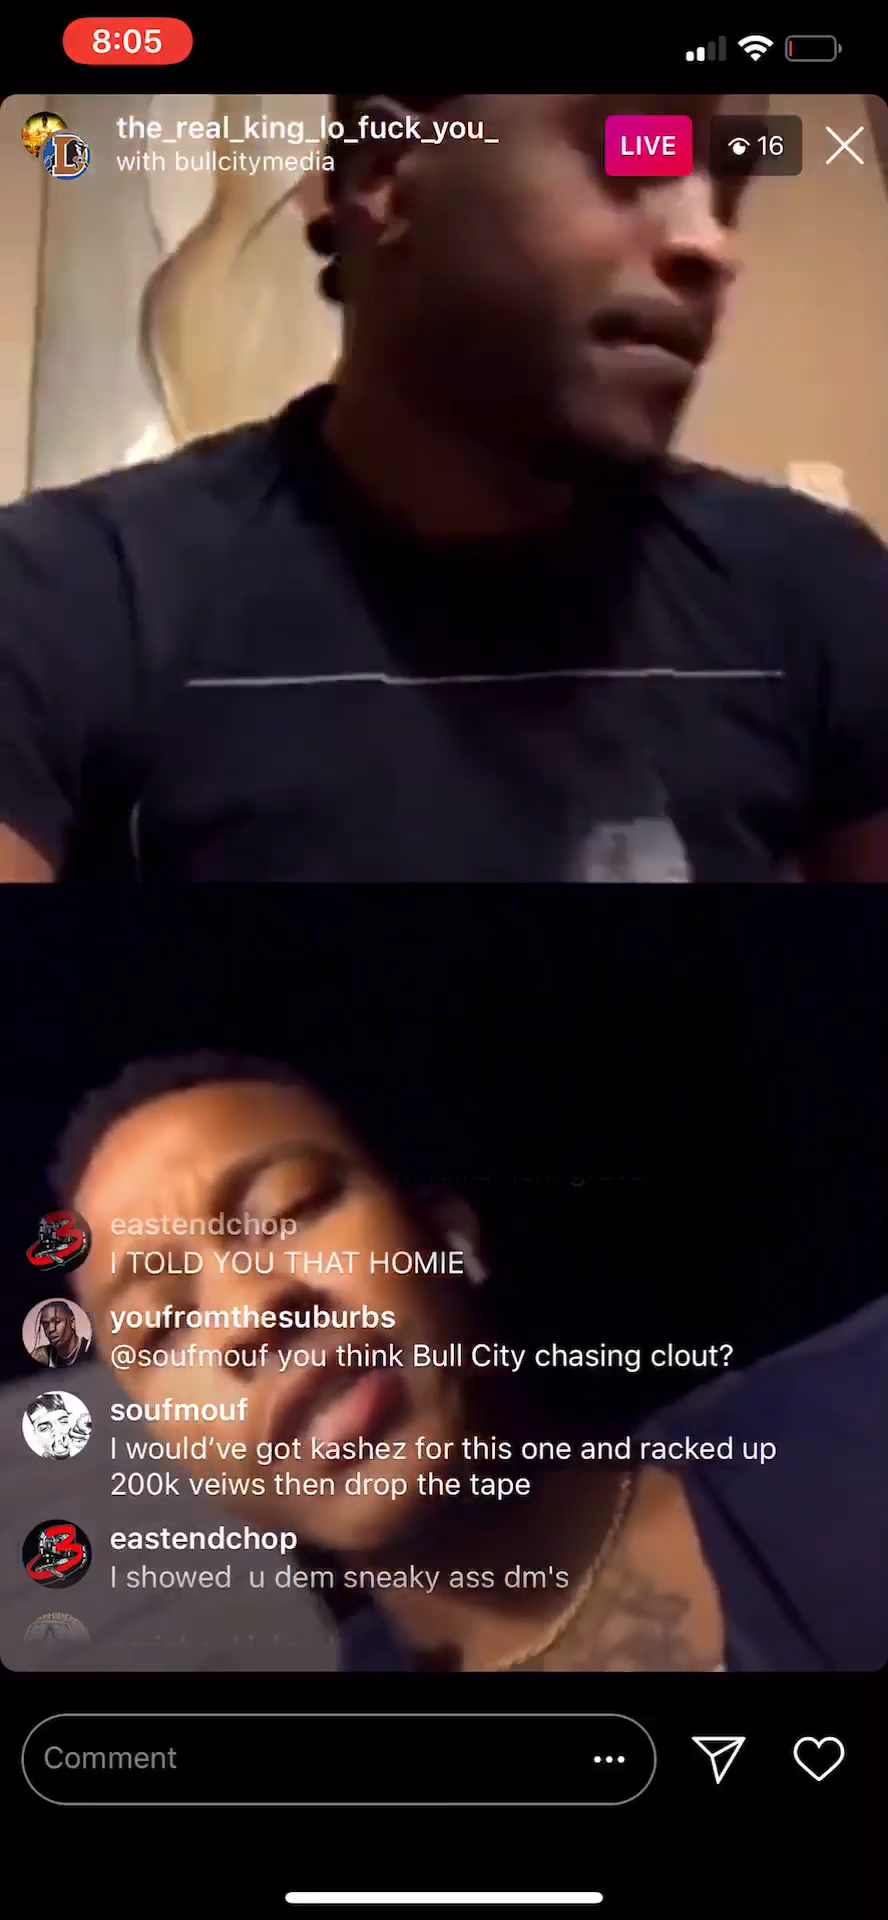 8:05
the_real_king_lo_fuck_you_
with bullcitymedia
LIVE
16
eastendchop
I TOLD YOU THAT HOMIE
youfromthesuburbs
@soufmouf you think Bull City chasing clout?
soufmouf
I would've got kashez for this one and racked up
200k veiws then drop the tape
eastendchop
I showed u dem sneaky ass dm's
Comment